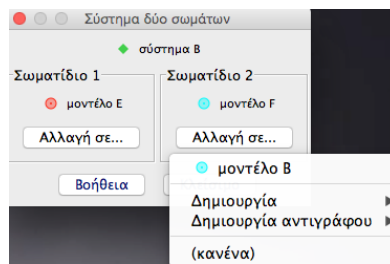 Σύστημα δύο σωμάτων
σύστημα B
Σωματίδιο 1
Σωματίδιο 2
μοντέλο E
μοντέλο F
Αλλαγή σε...
Αλλαγή σε...
Βοήθεια
μοντέλο B
Δημιουργία
Δημιουργία αντιγράφου
(κανένα)